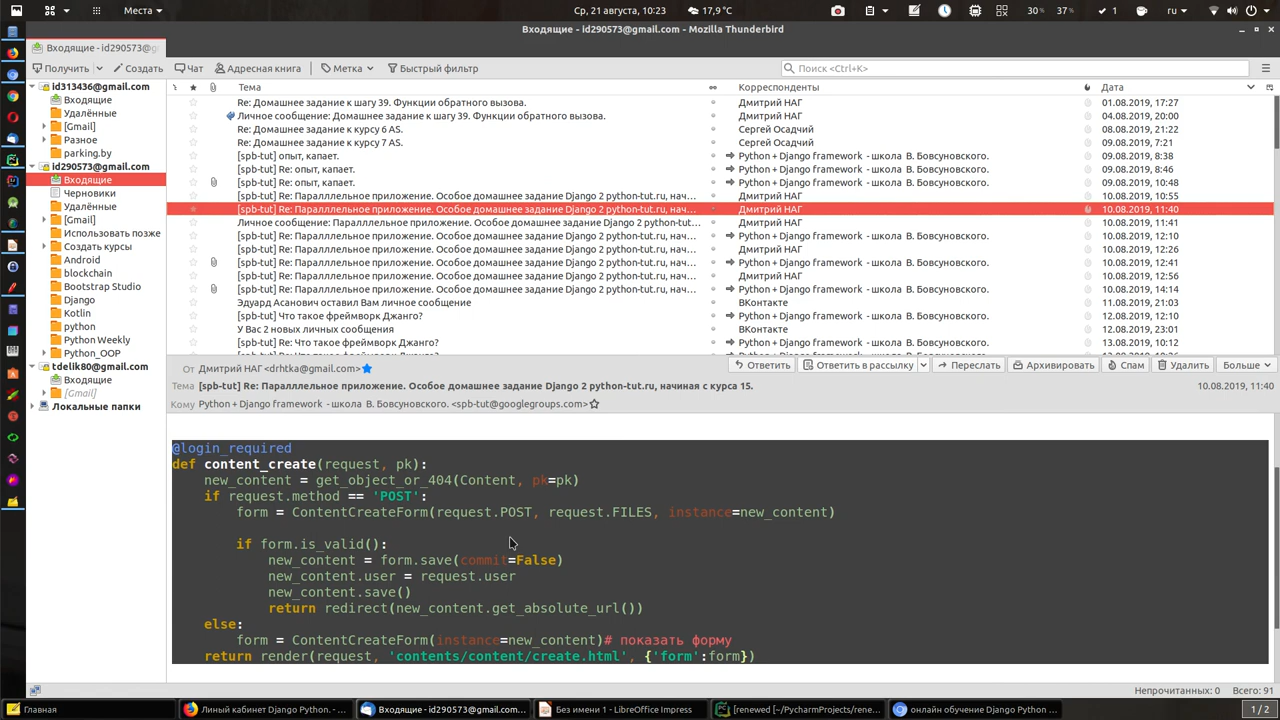 Места
Ср, 21 августа, 10:23
17,9 °C
30 %
37 %
1
ru
Входящие - id290573@gmail.com - Mozilla Thunderbird
Входящие - id290573@g
Получить
Создать
Чат
Адресная книга
Метка
Быстрый фильтр
Поиск <Ctrl+K>
id313436@gmail.com
Входящие
Удалённые
[Gmail]
Разное
parking.by
id290573@gmail.com
Входящие
Черновики
Удалённые
[Gmail]
Использовать позже
Создать курсы
Android
blockchain
Bootstrap Studio
Django
Kotlin
python
Python Weekly
Python_OOP
tdelik80@gmail.com
Входящие
[Gmail]
Локальные папки
Тема Корреспонденты Дата
Re: Домашнее задание к шагу 39. Функции обратного вызова. Дмитрий НАГ 01.08.2019, 17:27
Личное сообщение: Домашнее задание к шагу 39. Функции обратного вызова. Дмитрий НАГ 04.08.2019, 20:00
Re: Домашнее задание к курсу 6 AS. Сергей Осадчий 08.08.2019, 21:22
Re: Домашнее задание к курсу 7 AS. Сергей Осадчий 09.08.2019, 7:21
[spb-tut] опыт, капает. Python + Django framework - школа В. Бовсуновского. 09.08.2019, 8:38
[spb-tut] Re: опыт, капает. Python + Django framework - школа В. Бовсуновского. 09.08.2019, 8:46
[spb-tut] Re: опыт, капает. Python + Django framework - школа В. Бовсуновского. 09.08.2019, 10:48
[spb-tut] Re: Паралллельное приложение. Особое домашнее задание Django 2 python-tut.ru, нач… Дмитрий НАГ 10.08.2019, 10:55
[spb-tut] Re: Паралллельное приложение. Особое домашнее задание Django 2 python-tut.ru, нач… Дмитрий НАГ 10.08.2019, 11:40
Личное сообщение: Паралллельное приложение. Особое домашнее задание Django 2 python-tut… Дмитрий НАГ 10.08.2019, 11:41
[spb-tut] Re: Паралллельное приложение. Особое домашнее задание Django 2 python-tut.ru, нач… Python + Django framework - школа В. Бовсуновского. 10.08.2019, 12:10
[spb-tut] Re: Паралллельное приложение. Особое домашнее задание Django 2 python-tut.ru, нач… Дмитрий НАГ 10.08.2019, 12:26
[spb-tut] Re: Паралллельное приложение. Особое домашнее задание Django 2 python-tut.ru, нач… Python + Django framework - школа В. Бовсуновского. 10.08.2019, 12:41
[spb-tut] Re: Паралллельное приложение. Особое домашнее задание Django 2 python-tut.ru, нач… Дмитрий НАГ 10.08.2019, 12:56
[spb-tut] Re: Паралллельное приложение. Особое домашнее задание Django 2 python-tut.ru, нач… Python + Django framework - школа В. Бовсуновского. 10.08.2019, 14:14
Эдуард Асанович оставил Вам личное сообщение ВКонтакте 11.08.2019, 21:03
[spb-tut] Что такое фреймворк Джанго? Python + Django framework - школа В. Бовсуновского. 12.08.2019, 12:10
У Вас 2 новых личных сообщения ВКонтакте 12.08.2019, 23:01
[spb-tut] Re: Что такое фреймворк Джанго? Python + Django framework - школа В. Бовсуновского. 13.08.2019, 10:12
От Дмитрий НАГ <drhtka@gmail.com>
Ответить
Ответить в рассылку
Переслать
Архивировать
Спам
Удалить
Больше
Тема [spb-tut] Re: Паралллельное приложение. Особое домашнее задание Django 2 python-tut.ru, начиная с курса 15. 10.08.2019, 11:40
Кому Python + Django framework - школа В. Бовсуновского. <spb-tut@googlegroups.com>
@login_required
def content_create(request, pk):
new_content = get_object_or_404(Content, pk=pk)
if request.method == 'POST':
form = ContentCreateForm(request.POST, request.FILES, instance=new_content)
if form.is_valid():
new_content = form.save(commit=False)
new_content.user = request.user
new_content.save()
return redirect(new_content.get_absolute_url())
else:
form = ContentCreateForm(instance=new_content)# показать форму
return render(request, 'contents/content/create.html', {'form':form})
Непрочитанных: 0 Всего: 91
Главная
Линый кабинет Django Python. - …
Входящие - id290573@gmail.com…
Без имени 1 - LibreOffice Impress
[renewed [~/PycharmProjects/rene…
онлайн обучение Django Python …
1 / 2